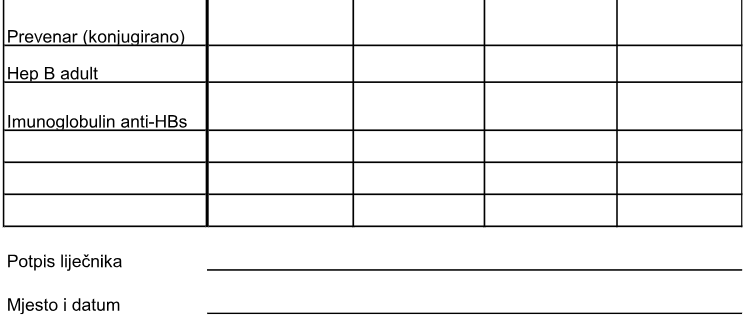 Prevenar (konjugirano)
Hep B adult
Imunoglobulin anti-HBs
Potpis liječnika
Mjesto i datum